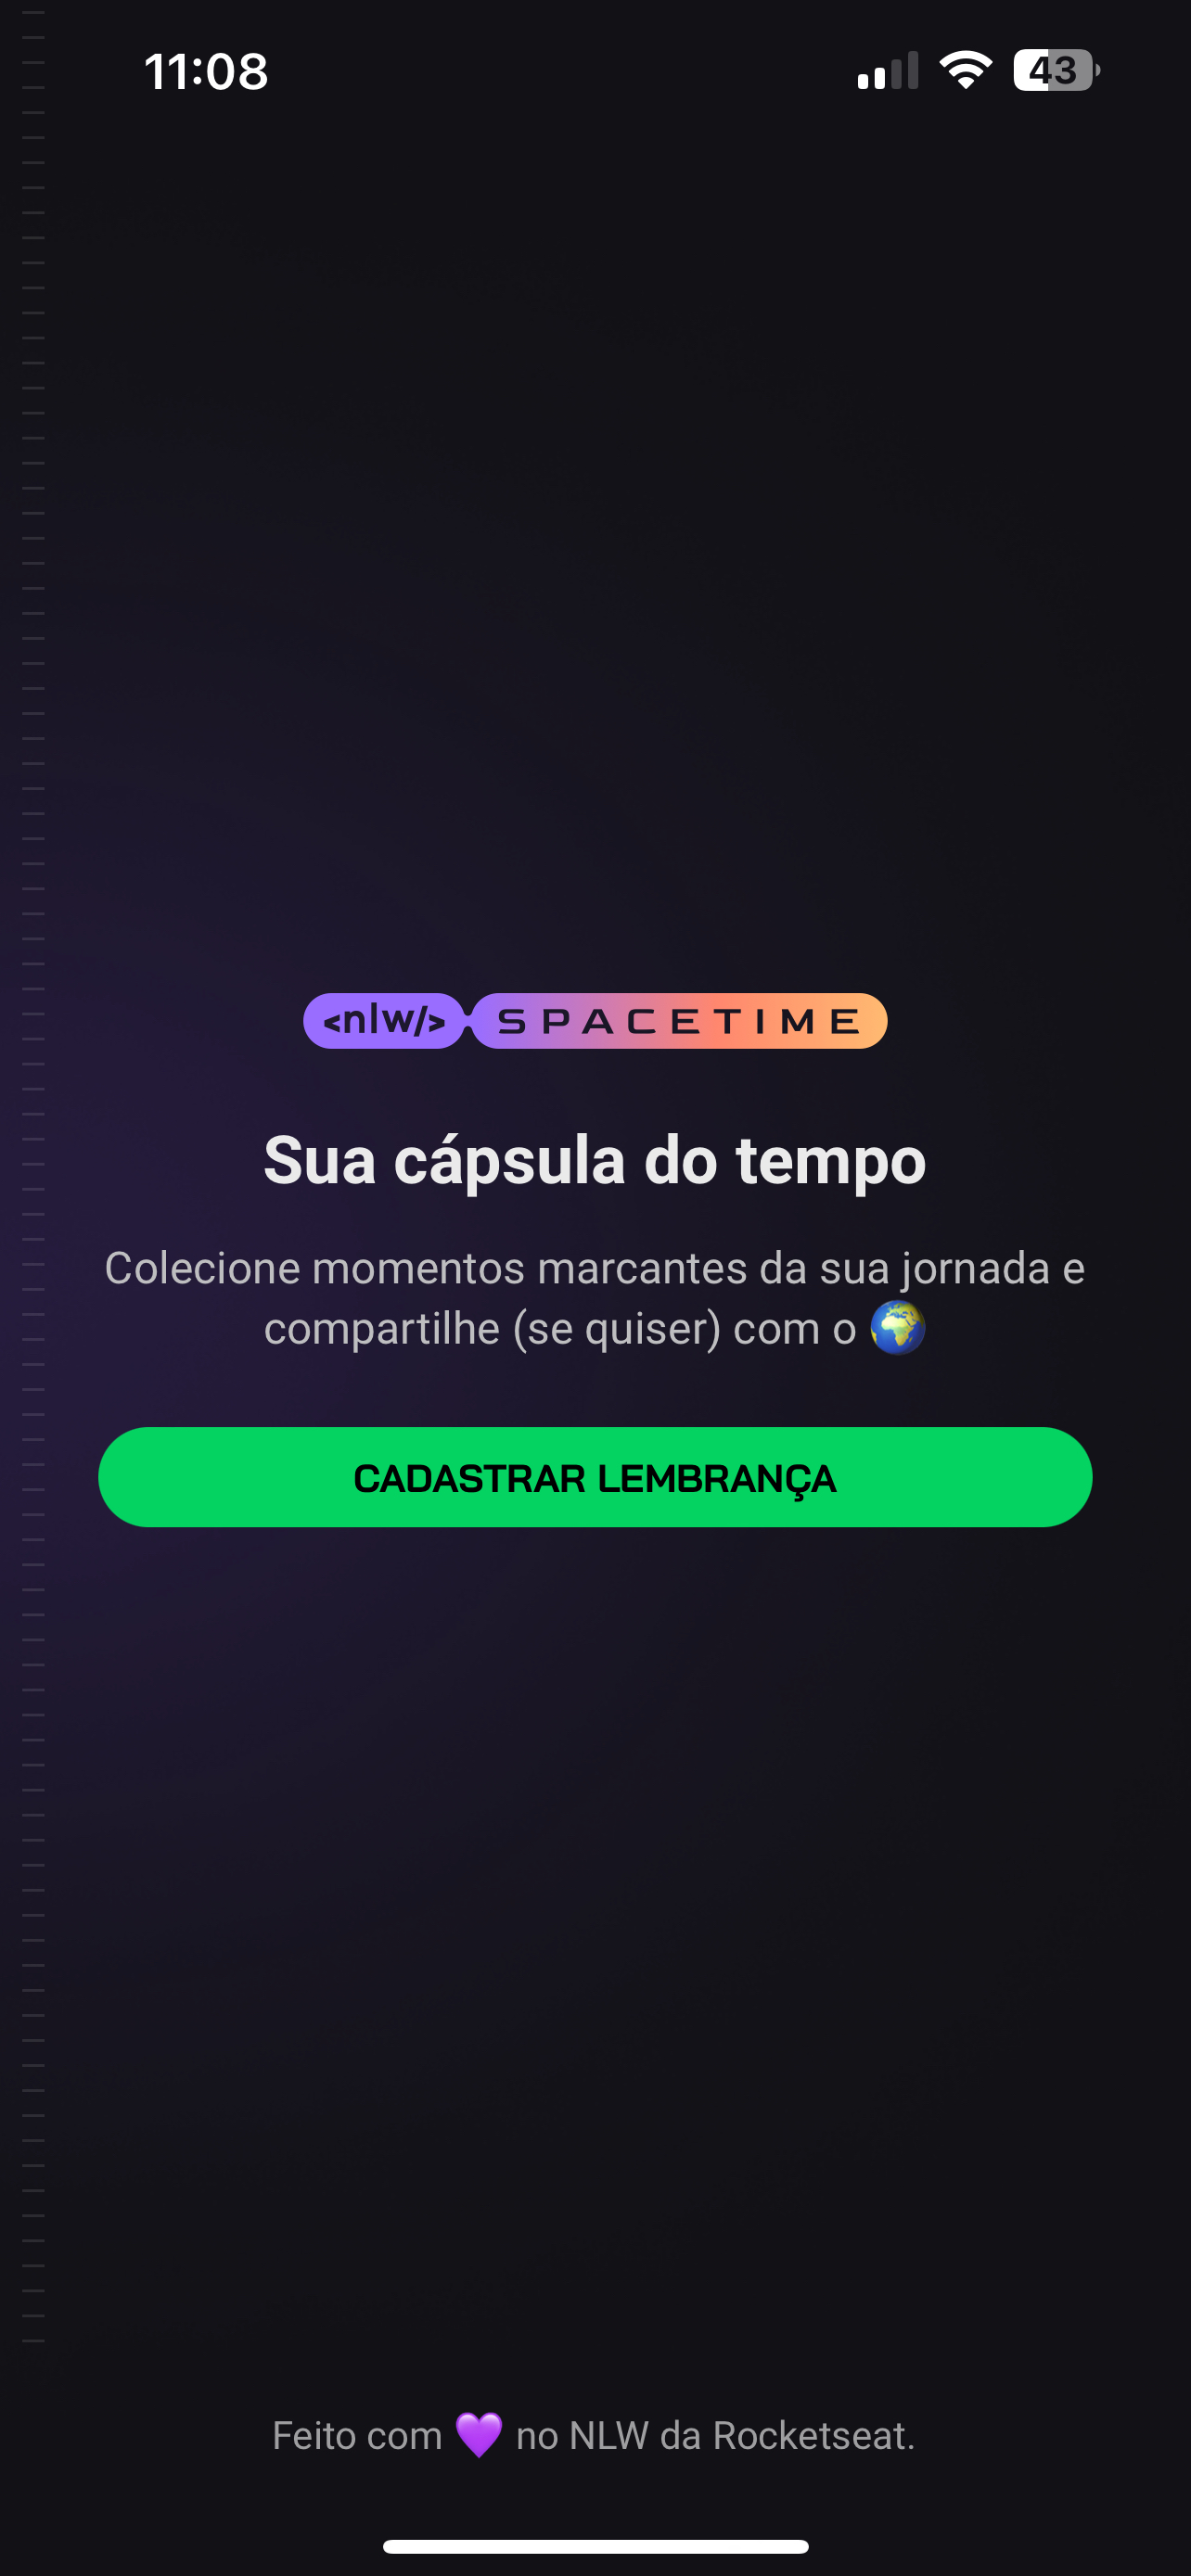 11:08
43
<nlw/> SPACETIME
Sua cápsula do tempo
Colecione momentos marcantes da sua jornada e
compartilhe (se quiser) com o 🌍
CADASTRAR LEMBRANÇA
Feito com 💜 no NLW da Rocketseat.